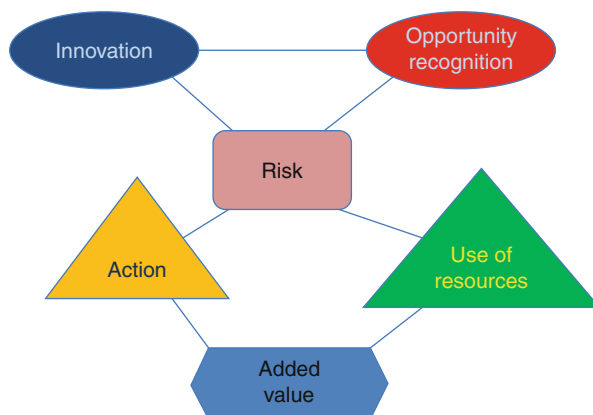 Innovation
Opportunity
recognition
Risk
Action
Use of
resources
Added
value